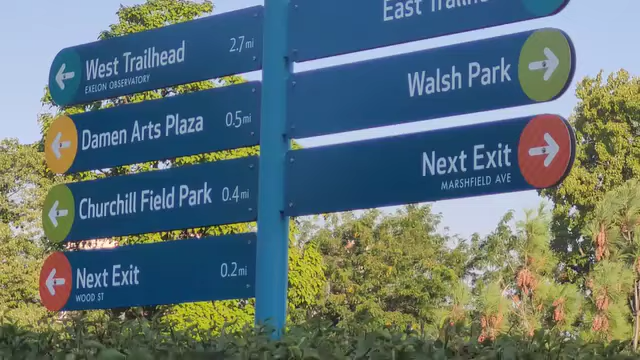 West Trailhead 2.7mi
EXELON OBSERVATORY
Damen Arts Plaza 0.5mi
Churchill Field Park 0.4mi
Next Exit 0.2mi
WOOD ST
East Trailhead
Walsh Park
Next Exit
MARSHFIELD AVE